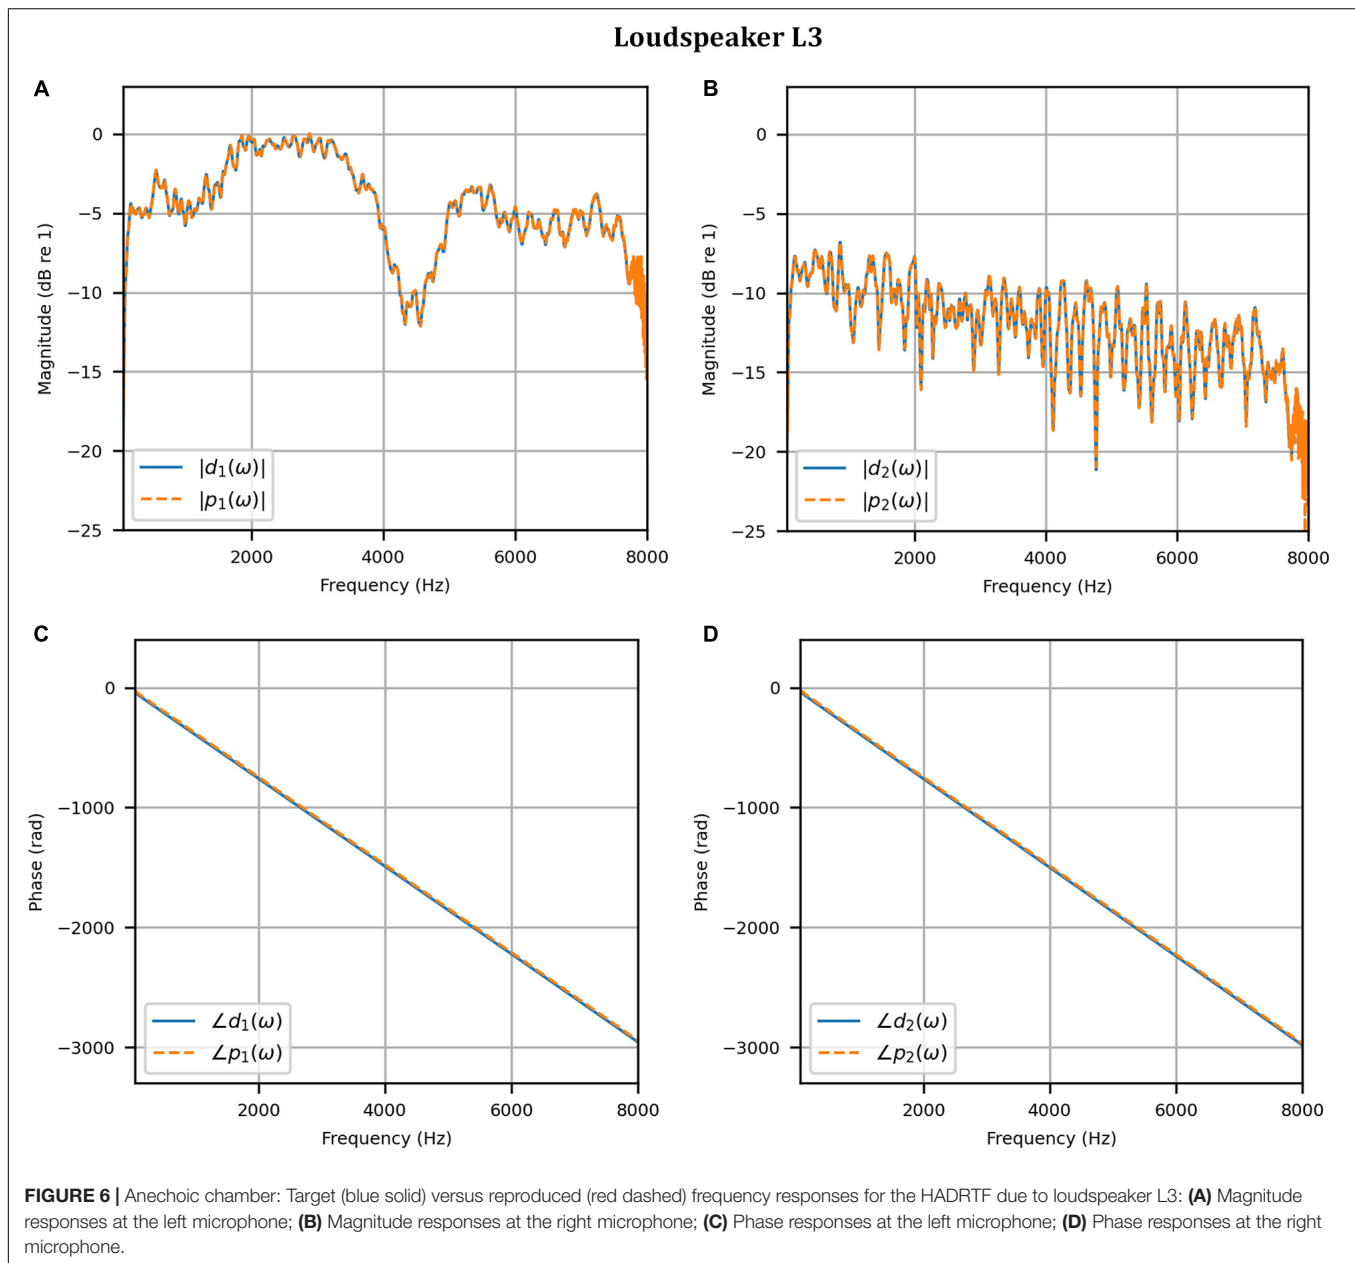 Loudspeaker L3
A
B
0
−5
−10
−15
−20
−25
Magnitude (dB re 1)
|d₁(ω)|
|p₁(ω)|
2000 4000 6000 8000
Frequency (Hz)
0
−5
−10
−15
−20
−25
Magnitude (dB re 1)
|d₂(ω)|
|p₂(ω)|
2000 4000 6000 8000
Frequency (Hz)
C
D
0
−1000
−2000
−3000
Phase (rad)
∠d₁(ω)
∠p₁(ω)
2000 4000 6000 8000
Frequency (Hz)
0
−1000
−2000
−3000
Phase (rad)
∠d₂(ω)
∠p₂(ω)
2000 4000 6000 8000
Frequency (Hz)
FIGURE 6 | Anechoic chamber: Target (blue solid) versus reproduced (red dashed) frequency responses for the HADRTF due to loudspeaker L3: (A) Magnitude
responses at the left microphone; (B) Magnitude responses at the right microphone; (C) Phase responses at the left microphone; (D) Phase responses at the right
microphone.